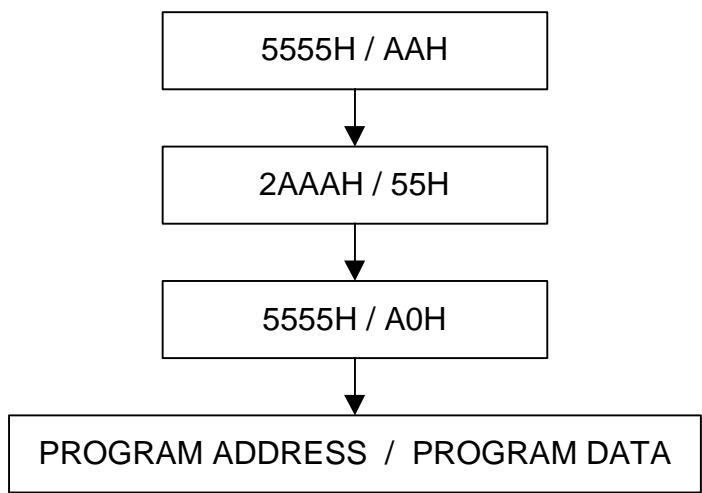 5555H / AAH
2AAAH / 55H
5555H / A0H
PROGRAM ADDRESS / PROGRAM DATA